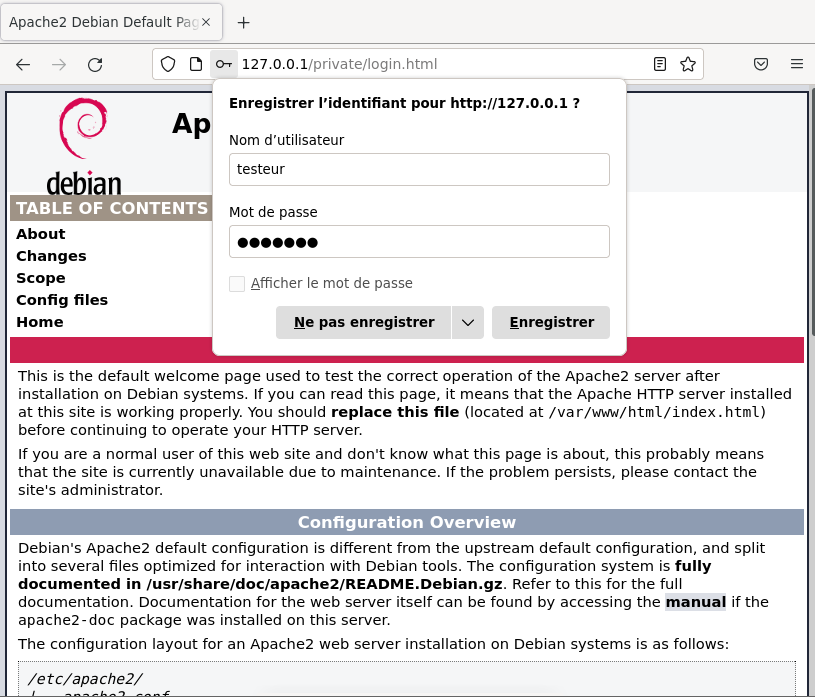 Apache2 Debian Default Pag
127.0.0.1/private/login.html
Enregistrer l’identifiant pour http://127.0.0.1 ?
Nom d’utilisateur
testeur
Mot de passe
●●●●●●●
Afficher le mot de passe
Ne pas enregistrer
Enregistrer
Ap
debian
TABLE OF CONTENTS
About
Changes
Scope
Config files
Home
This is the default welcome page used to test the correct operation of the Apache2 server after
installation on Debian systems. If you can read this page, it means that the Apache HTTP server installed
at this site is working properly. You should replace this file (located at /var/www/html/index.html)
before continuing to operate your HTTP server.
If you are a normal user of this web site and don't know what this page is about, this probably means
that the site is currently unavailable due to maintenance. If the problem persists, please contact the
site's administrator.
Configuration Overview
Debian's Apache2 default configuration is different from the upstream default configuration, and split
into several files optimized for interaction with Debian tools. The configuration system is fully
documented in /usr/share/doc/apache2/README.Debian.gz. Refer to this for the full
documentation. Documentation for the web server itself can be found by accessing the manual if the
apache2-doc package was installed on this server.
The configuration layout for an Apache2 web server installation on Debian systems is as follows:
/etc/apache2/
|-- apache2.conf